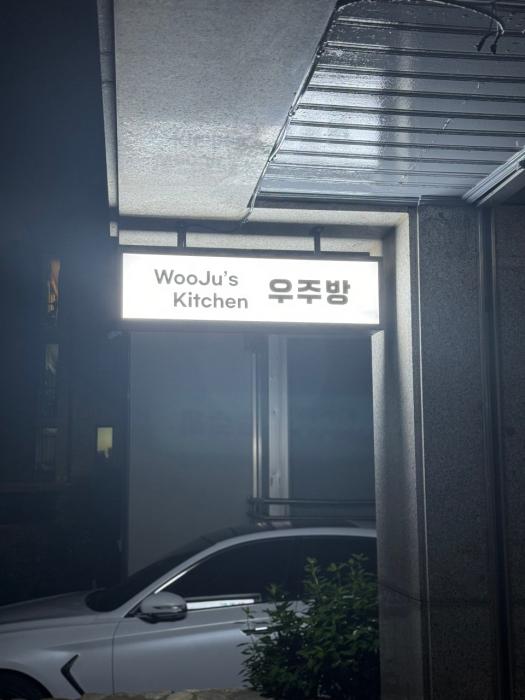 WooJu's
Kitchen
우주방